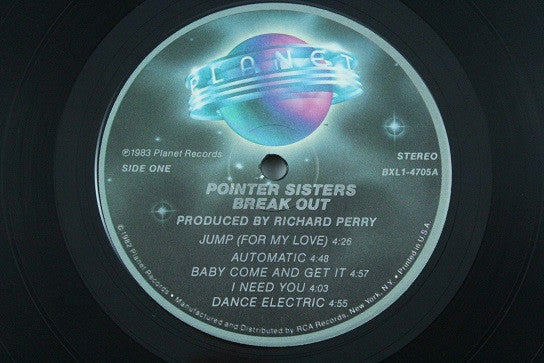 PLANET
℗1983 Planet Records
SIDE ONE
STEREO
BXL1-4705A
POINTER SISTERS
BREAK OUT
PRODUCED BY RICHARD PERRY
JUMP (FOR MY LOVE) 4:26
AUTOMATIC 4:48
BABY COME AND GET IT 4:57
I NEED YOU 4:03
DANCE ELECTRIC 4:55
©1982 Planet Records • Manufactured and Distributed by RCA Records, New York, N.Y. • Printed in U.S.A